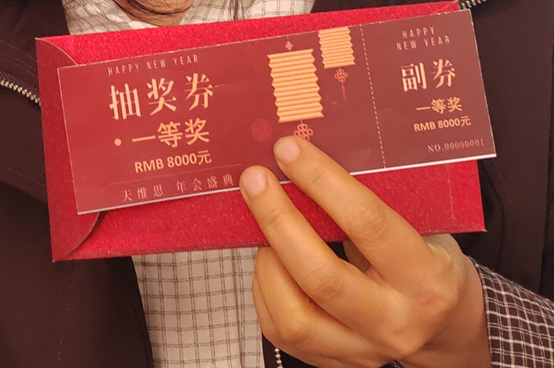 HAPPY NEW YEAR
抽奖券
·一等奖
RMB 8000元
天维思 年会盛典
HAPPY
NEW YEAR
副券
一等奖
RMB 8000元
NO.00000001